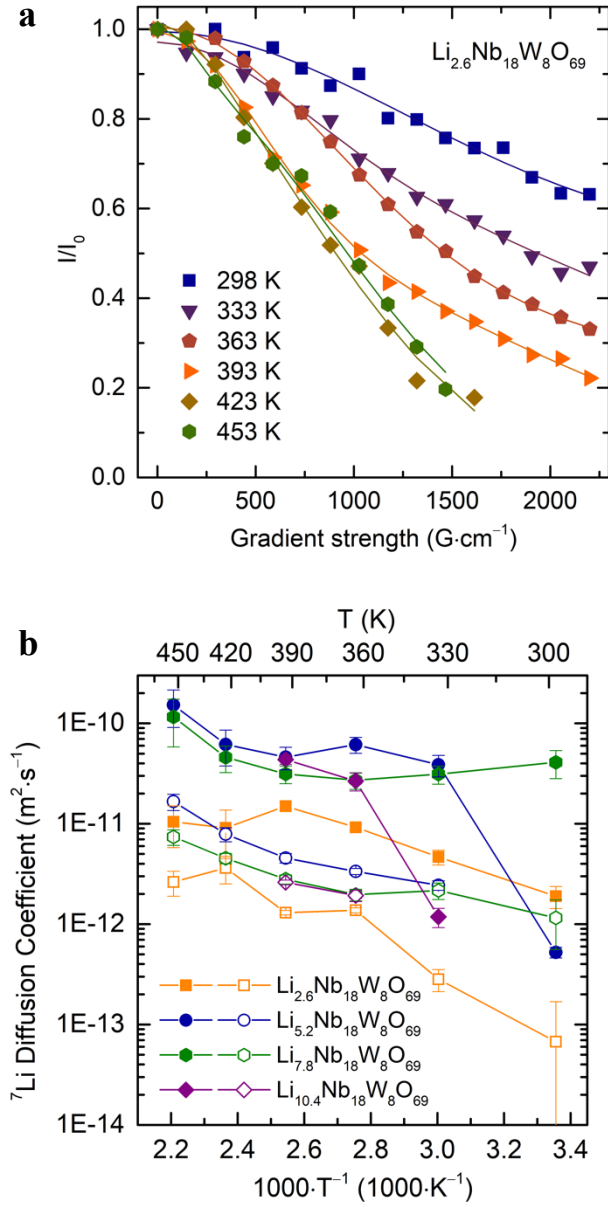 a
Li₂.₆Nb₁₈W₈O₆₉
1.0
0.8
0.6
0.4
0.2
0.0
I/I₀
298 K
333 K
363 K
393 K
423 K
453 K
0 500 1000 1500 2000
Gradient strength (G·cm⁻¹)
b
T (K)
450 420 390 360 330 300
1E-10
1E-11
1E-12
1E-13
1E-14
⁷Li Diffusion Coefficient (m²·s⁻¹)
Li₂.₆Nb₁₈W₈O₆₉
Li₅.₂Nb₁₈W₈O₆₉
Li₇.₈Nb₁₈W₈O₆₉
Li₁₀.₄Nb₁₈W₈O₆₉
2.2 2.4 2.6 2.8 3.0 3.2 3.4
1000·T⁻¹ (1000·K⁻¹)